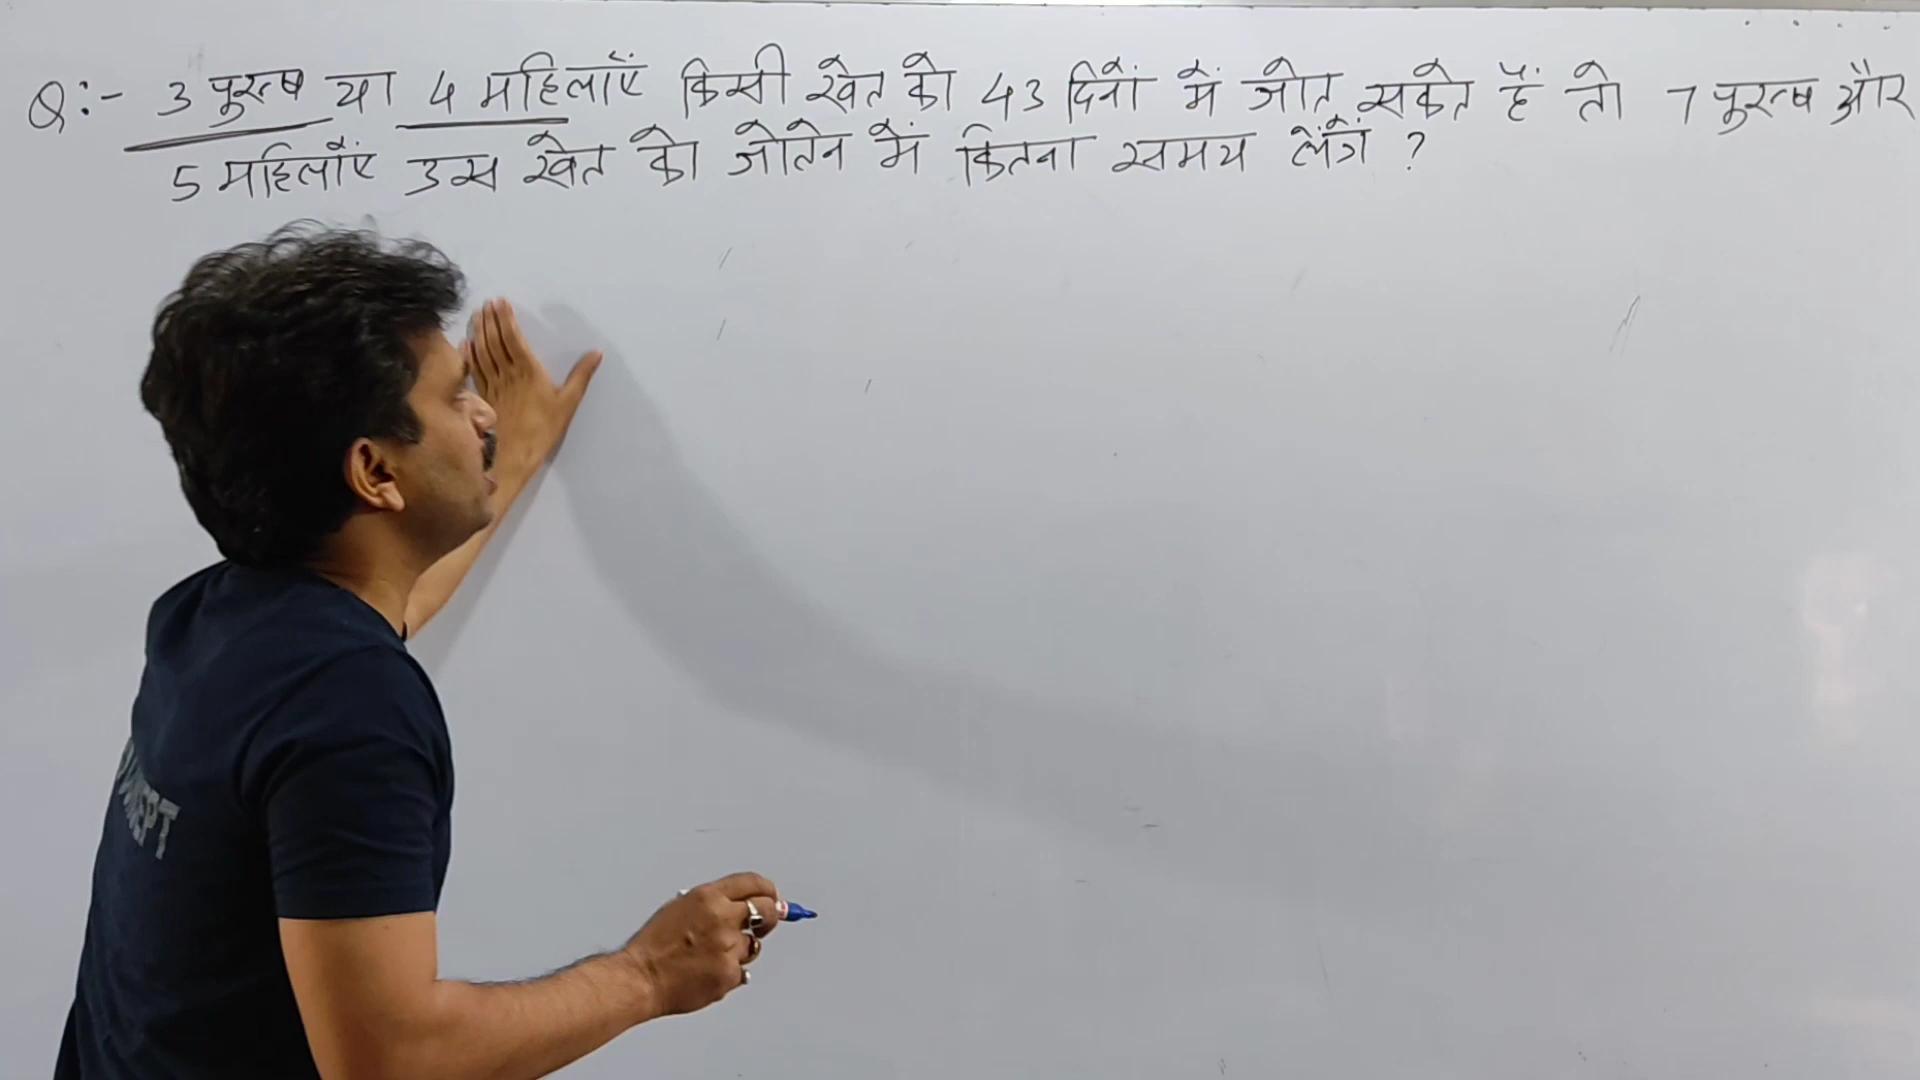 Q:- 3 पुरुष या 4 महिलाएँ किसी खेत को 43 दिनों में जोत सकते हैं तो 7 पुरुष और
5 महिलाएँ उस खेत को जोतने में कितना समय लेंगें ?